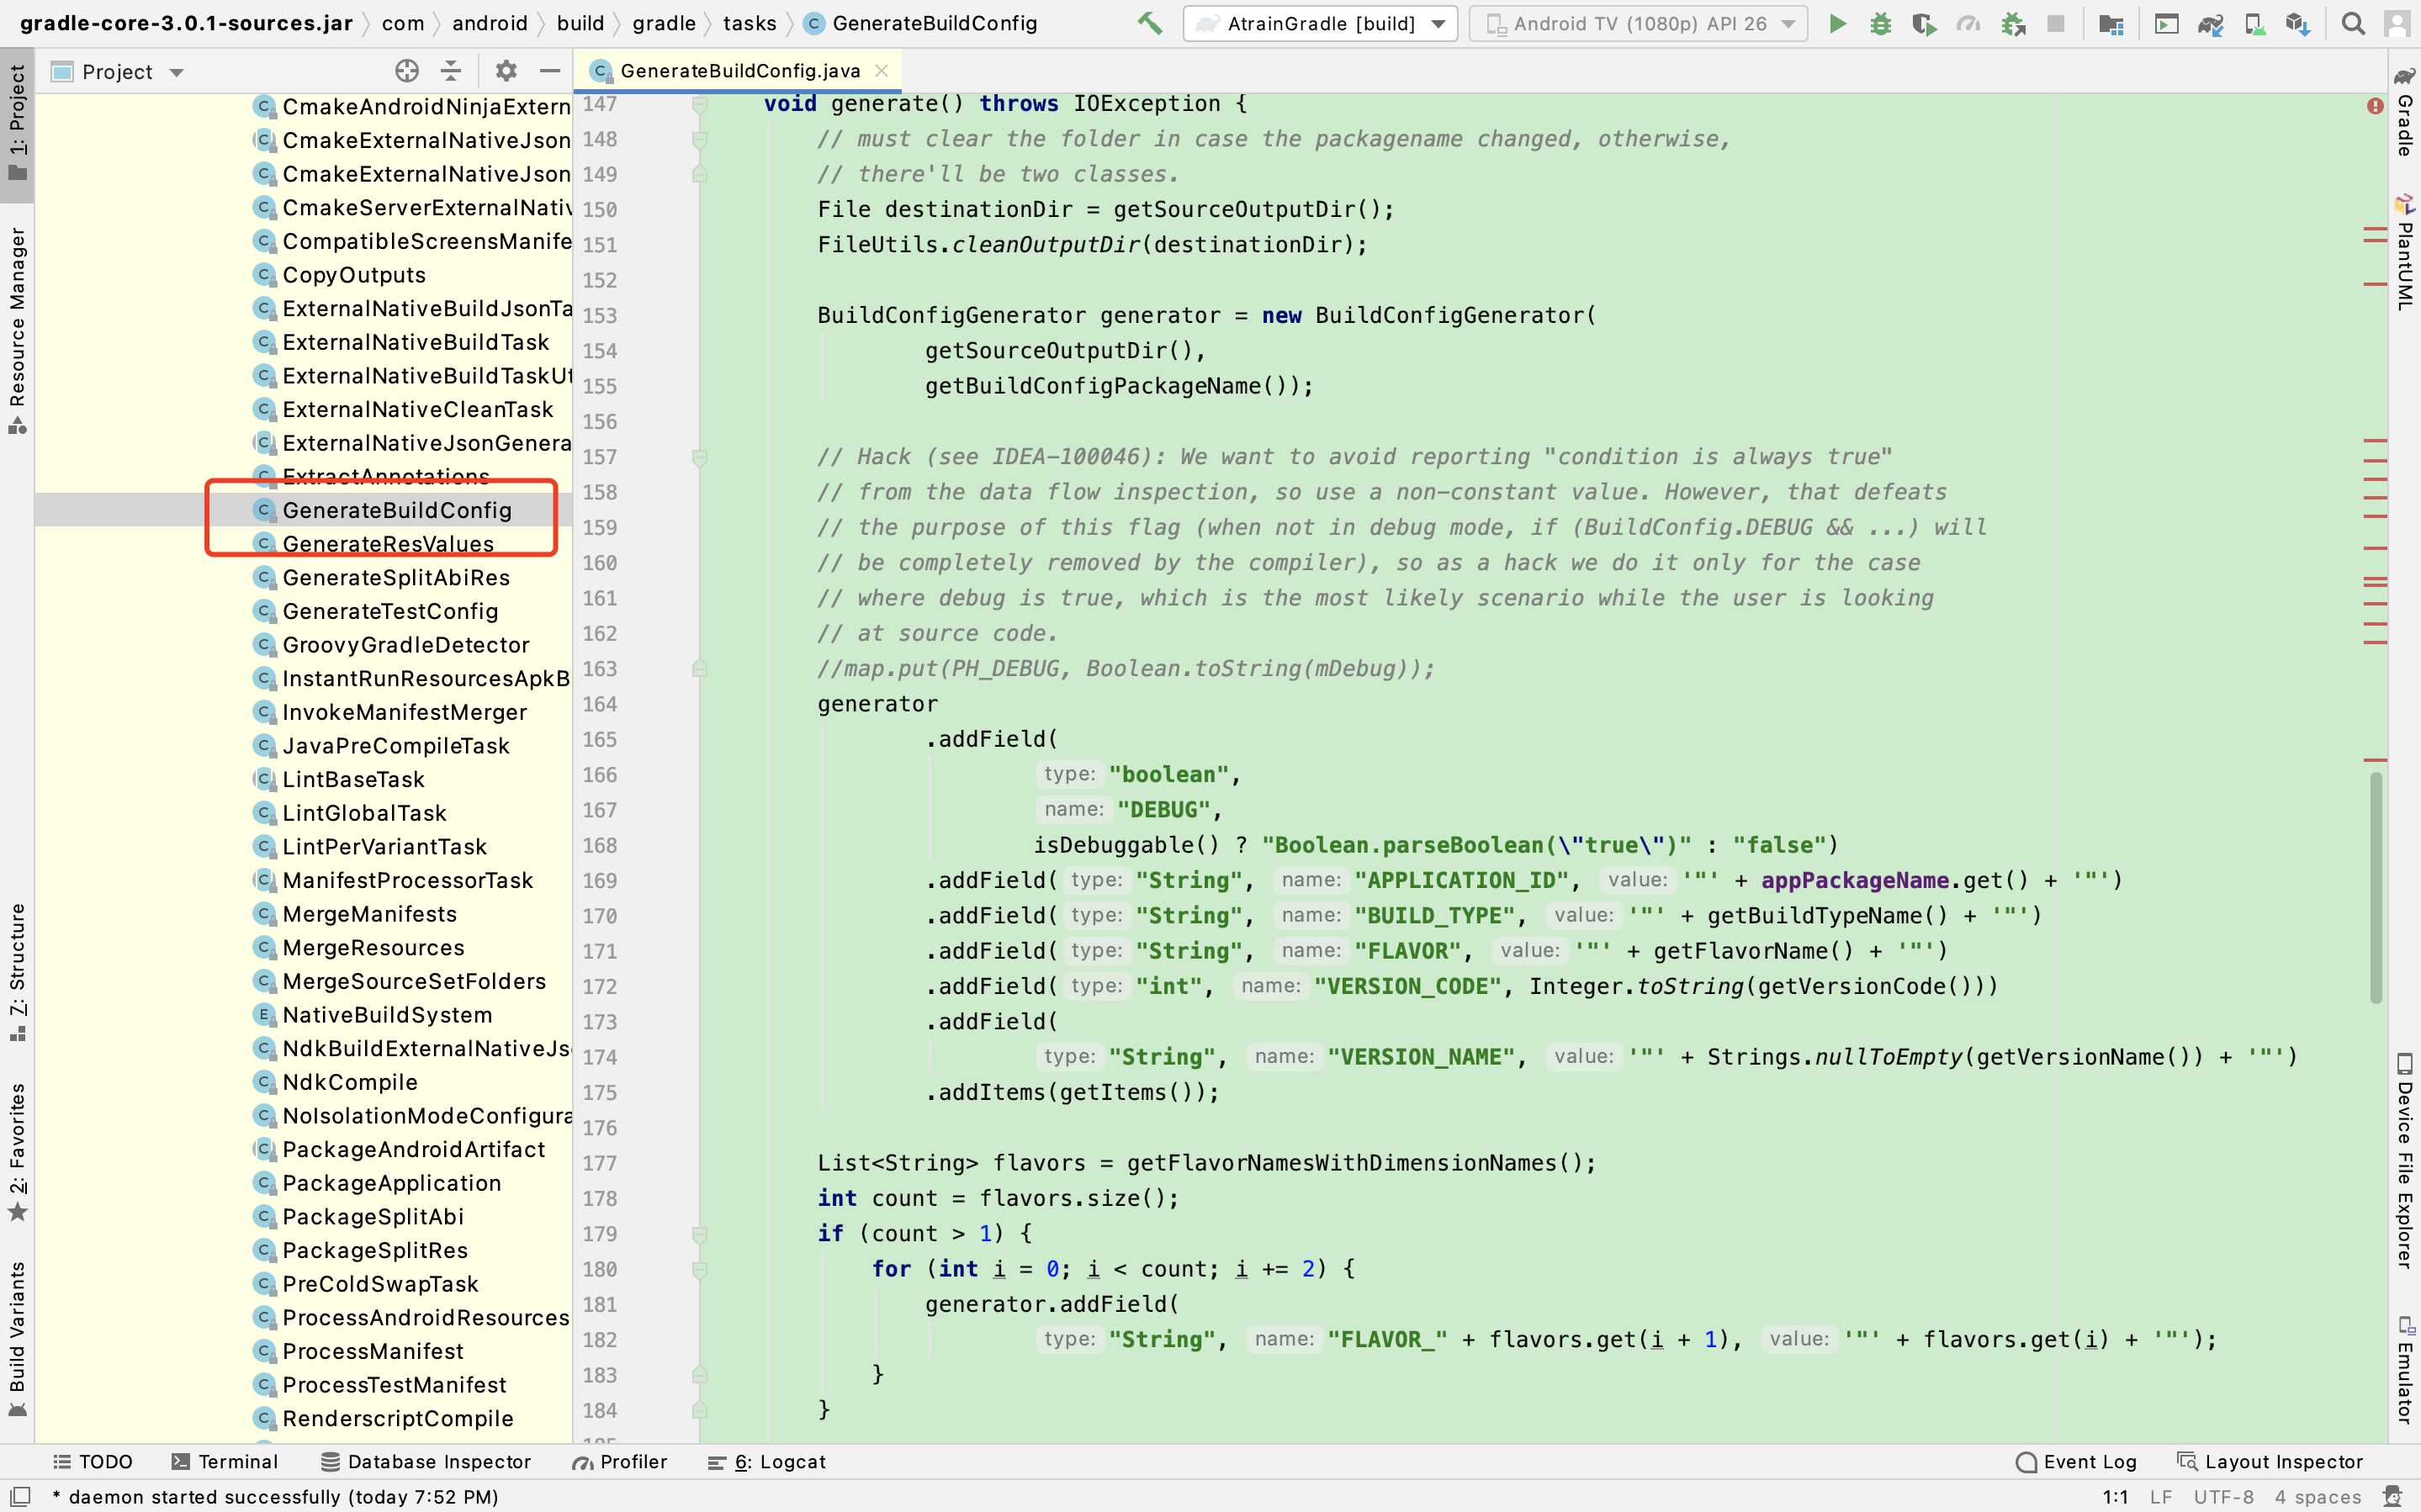 gradle-core-3.0.1-sources.jar com android build gradle tasks GenerateBuildConfig AtrainGradle [build] Android TV (1080p) API 26
1: Project
Resource Manager
7: Structure
2: Favorites
Build Variants
Project
CmakeAndroidNinjaExtern
CmakeExternalNativeJson
CmakeExternalNativeJson
CmakeServerExternalNativ
CompatibleScreensManife
CopyOutputs
ExternalNativeBuildJsonTa
ExternalNativeBuildTask
ExternalNativeBuildTaskUt
ExternalNativeCleanTask
ExternalNativeJsonGenera
ExtractAnnotations
GenerateBuildConfig
GenerateResValues
GenerateSplitAbiRes
GenerateTestConfig
GroovyGradleDetector
InstantRunResourcesApkB
InvokeManifestMerger
JavaPreCompileTask
LintBaseTask
LintGlobalTask
LintPerVariantTask
ManifestProcessorTask
MergeManifests
MergeResources
MergeSourceSetFolders
NativeBuildSystem
NdkBuildExternalNativeJs
NdkCompile
NoIsolationModeConfigura
PackageAndroidArtifact
PackageApplication
PackageSplitAbi
PackageSplitRes
PreColdSwapTask
ProcessAndroidResources
ProcessManifest
ProcessTestManifest
RenderscriptCompile
GenerateBuildConfig.java
147 void generate() throws IOException {
148 // must clear the folder in case the packagename changed, otherwise,
149 // there'll be two classes.
150 File destinationDir = getSourceOutputDir();
151 FileUtils.cleanOutputDir(destinationDir);
152
153 BuildConfigGenerator generator = new BuildConfigGenerator(
154 getSourceOutputDir(),
155 getBuildConfigPackageName());
156
157 // Hack (see IDEA-100046): We want to avoid reporting "condition is always true"
158 // from the data flow inspection, so use a non-constant value. However, that defeats
159 // the purpose of this flag (when not in debug mode, if (BuildConfig.DEBUG && ...) will
160 // be completely removed by the compiler), so as a hack we do it only for the case
161 // where debug is true, which is the most likely scenario while the user is looking
162 // at source code.
163 //map.put(PH_DEBUG, Boolean.toString(mDebug));
164 generator
165 .addField(
166 type: "boolean",
167 name: "DEBUG",
168 isDebuggable() ? "Boolean.parseBoolean(\"true\")" : "false")
169 .addField( type: "String", name: "APPLICATION_ID", value: '"' + appPackageName.get() + '"')
170 .addField( type: "String", name: "BUILD_TYPE", value: '"' + getBuildTypeName() + '"')
171 .addField( type: "String", name: "FLAVOR", value: '"' + getFlavorName() + '"')
172 .addField( type: "int", name: "VERSION_CODE", Integer.toString(getVersionCode()))
173 .addField(
174 type: "String", name: "VERSION_NAME", value: '"' + Strings.nullToEmpty(getVersionName()) + '"')
175 .addItems(getItems());
176
177 List<String> flavors = getFlavorNamesWithDimensionNames();
178 int count = flavors.size();
179 if (count > 1) {
180 for (int i = 0; i < count; i += 2) {
181 generator.addField(
182 type: "String", name: "FLAVOR_" + flavors.get(i + 1), value: '"' + flavors.get(i) + '"');
183 }
184 }
Gradle
PlantUML
Device File Explorer
Emulator
TODO Terminal Database Inspector Profiler 6: Logcat Event Log Layout Inspector
* daemon started successfully (today 7:52 PM) 1:1 LF UTF-8 4 spaces